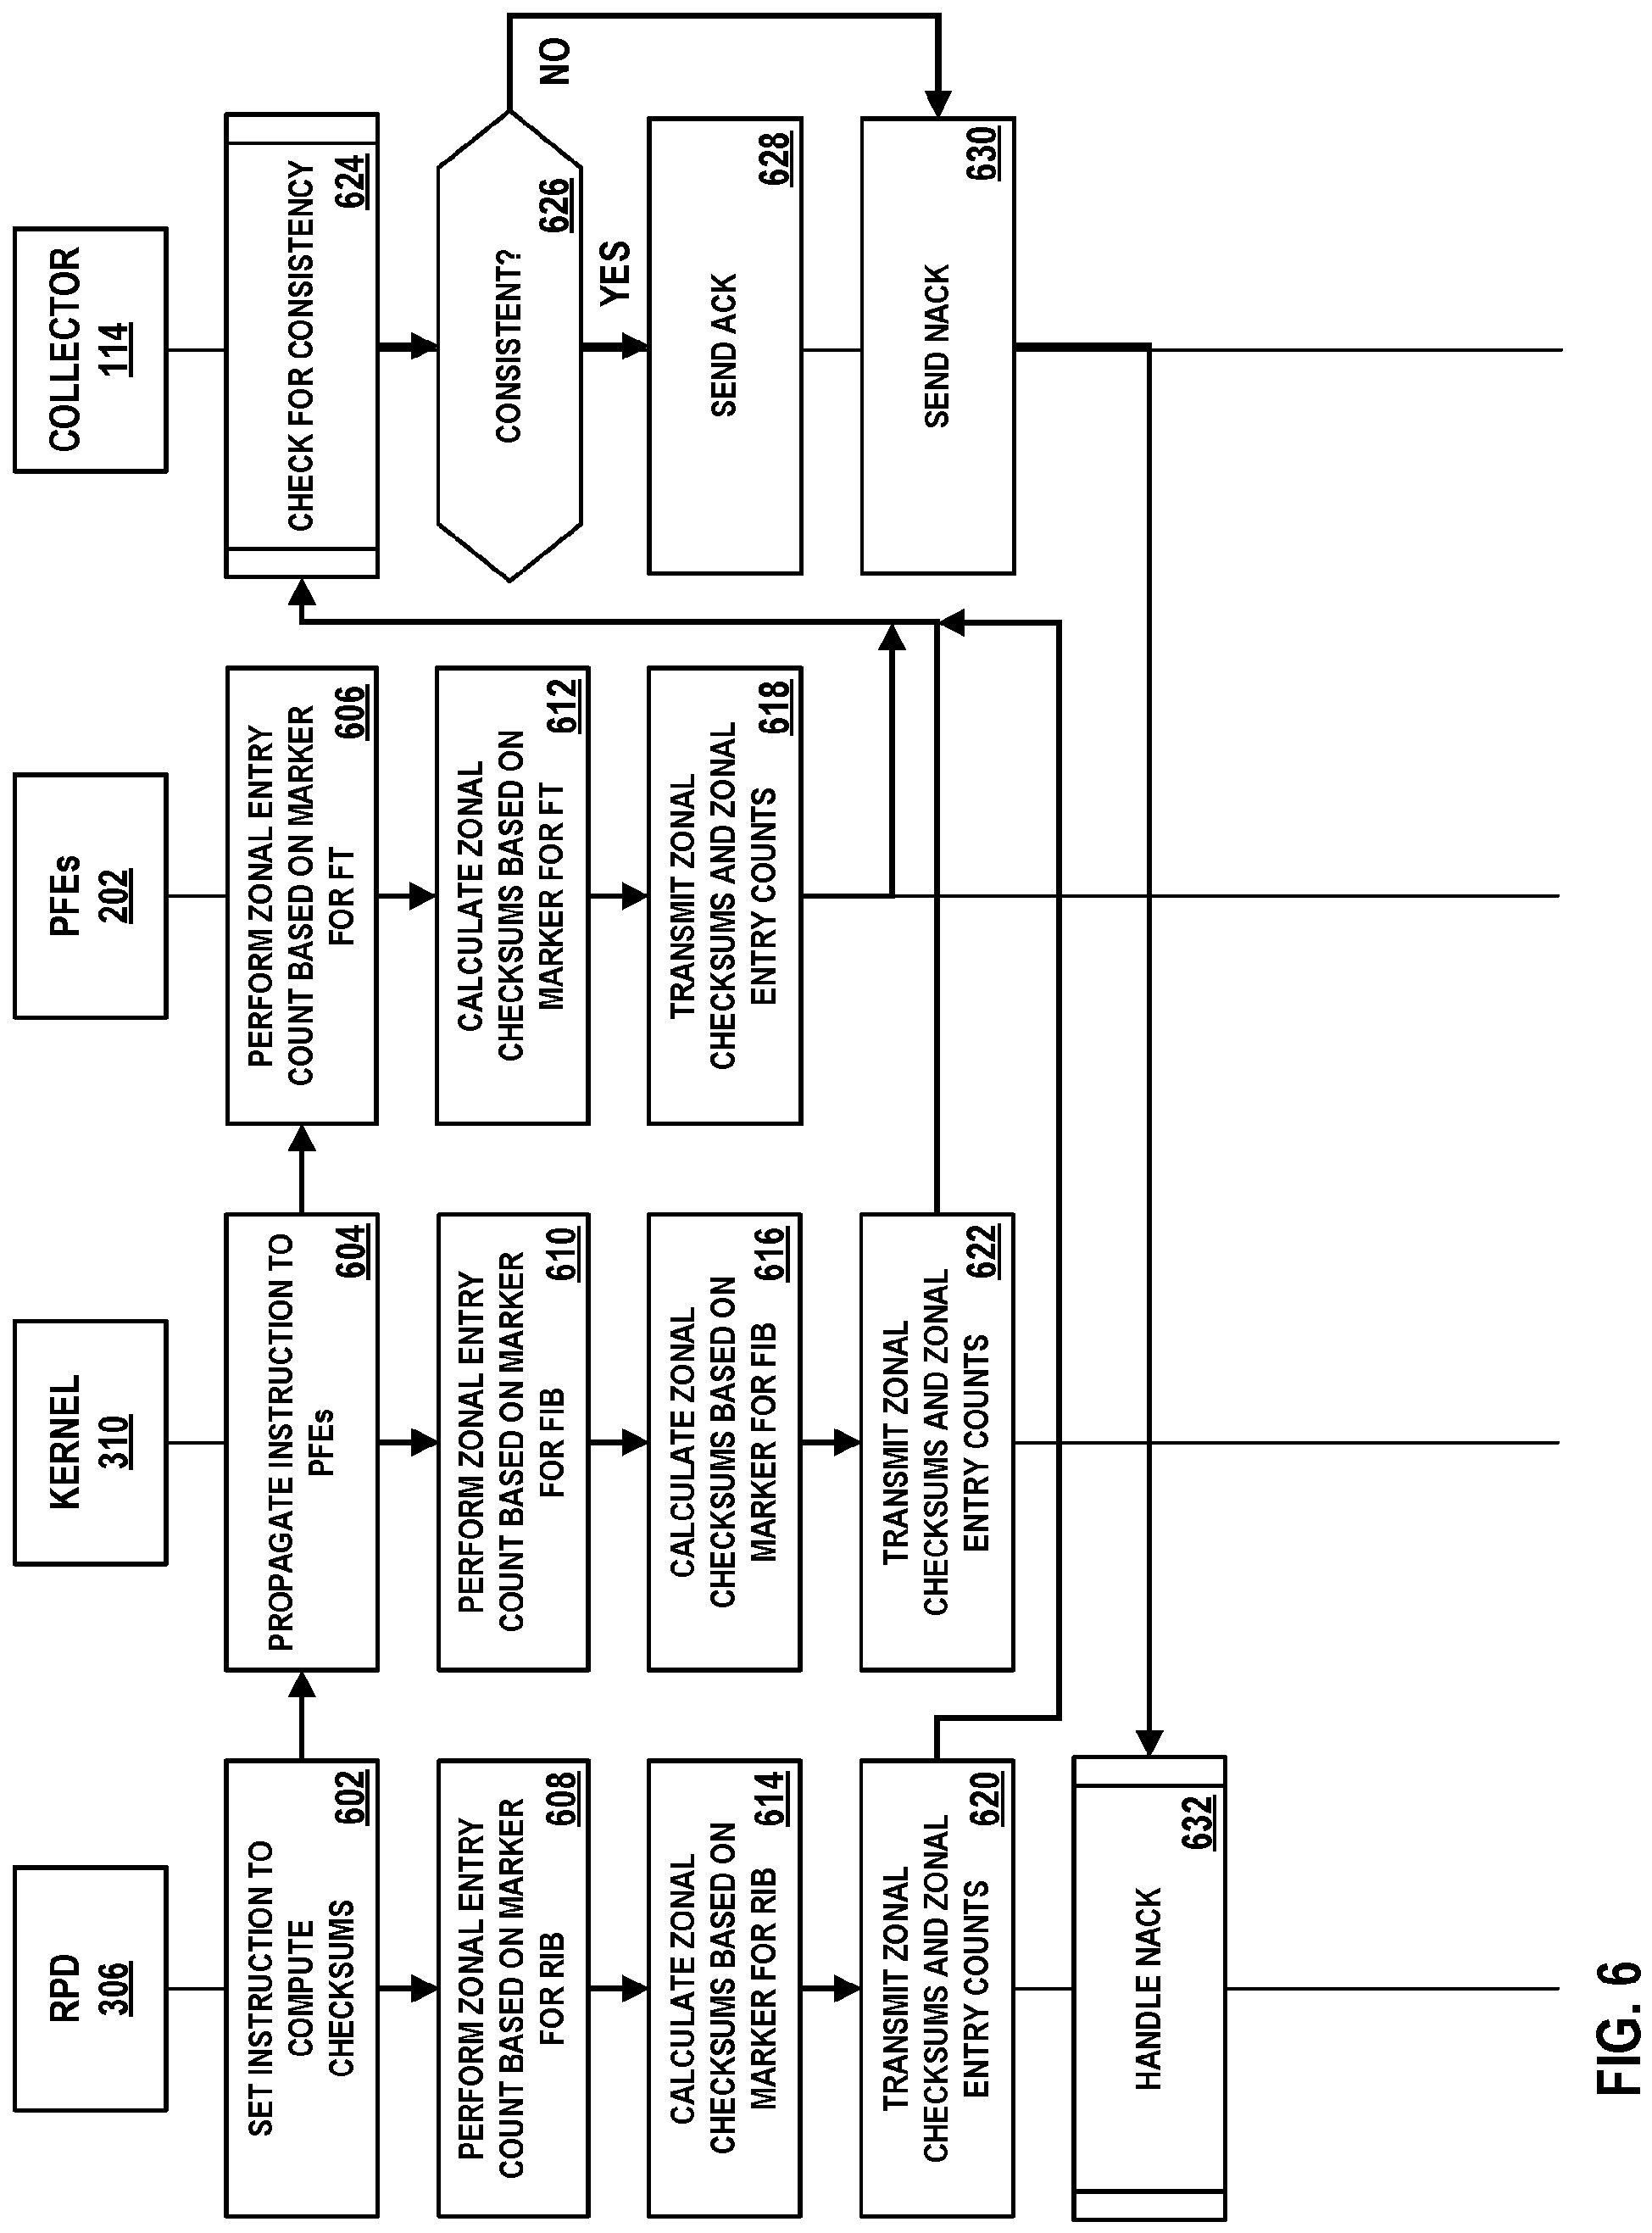 RPD
306
KERNEL
310
PFEs
202
COLLECTOR
114
SET INSTRUCTION TO
COMPUTE
CHECKSUMS
602
PROPAGATE INSTRUCTION TO
PFEs
604
PERFORM ZONAL ENTRY
COUNT BASED ON MARKER
FOR FT
606
CHECK FOR CONSISTENCY
624
PERFORM ZONAL ENTRY
COUNT BASED ON MARKER
FOR RIB
608
PERFORM ZONAL ENTRY
COUNT BASED ON MARKER
FOR FIB
610
CALCULATE ZONAL
CHECKSUMS BASED ON
MARKER FOR FT
612
CONSISTENT?
626
NO
YES
CALCULATE ZONAL
CHECKSUMS BASED ON
MARKER FOR RIB
614
CALCULATE ZONAL
CHECKSUMS BASED ON
MARKER FOR FIB
616
TRANSMIT ZONAL
CHECKSUMS AND ZONAL
ENTRY COUNTS
618
SEND ACK
628
TRANSMIT ZONAL
CHECKSUMS AND ZONAL
ENTRY COUNTS
620
TRANSMIT ZONAL
CHECKSUMS AND ZONAL
ENTRY COUNTS
622
SEND NACK
630
HANDLE NACK
632
FIG. 6